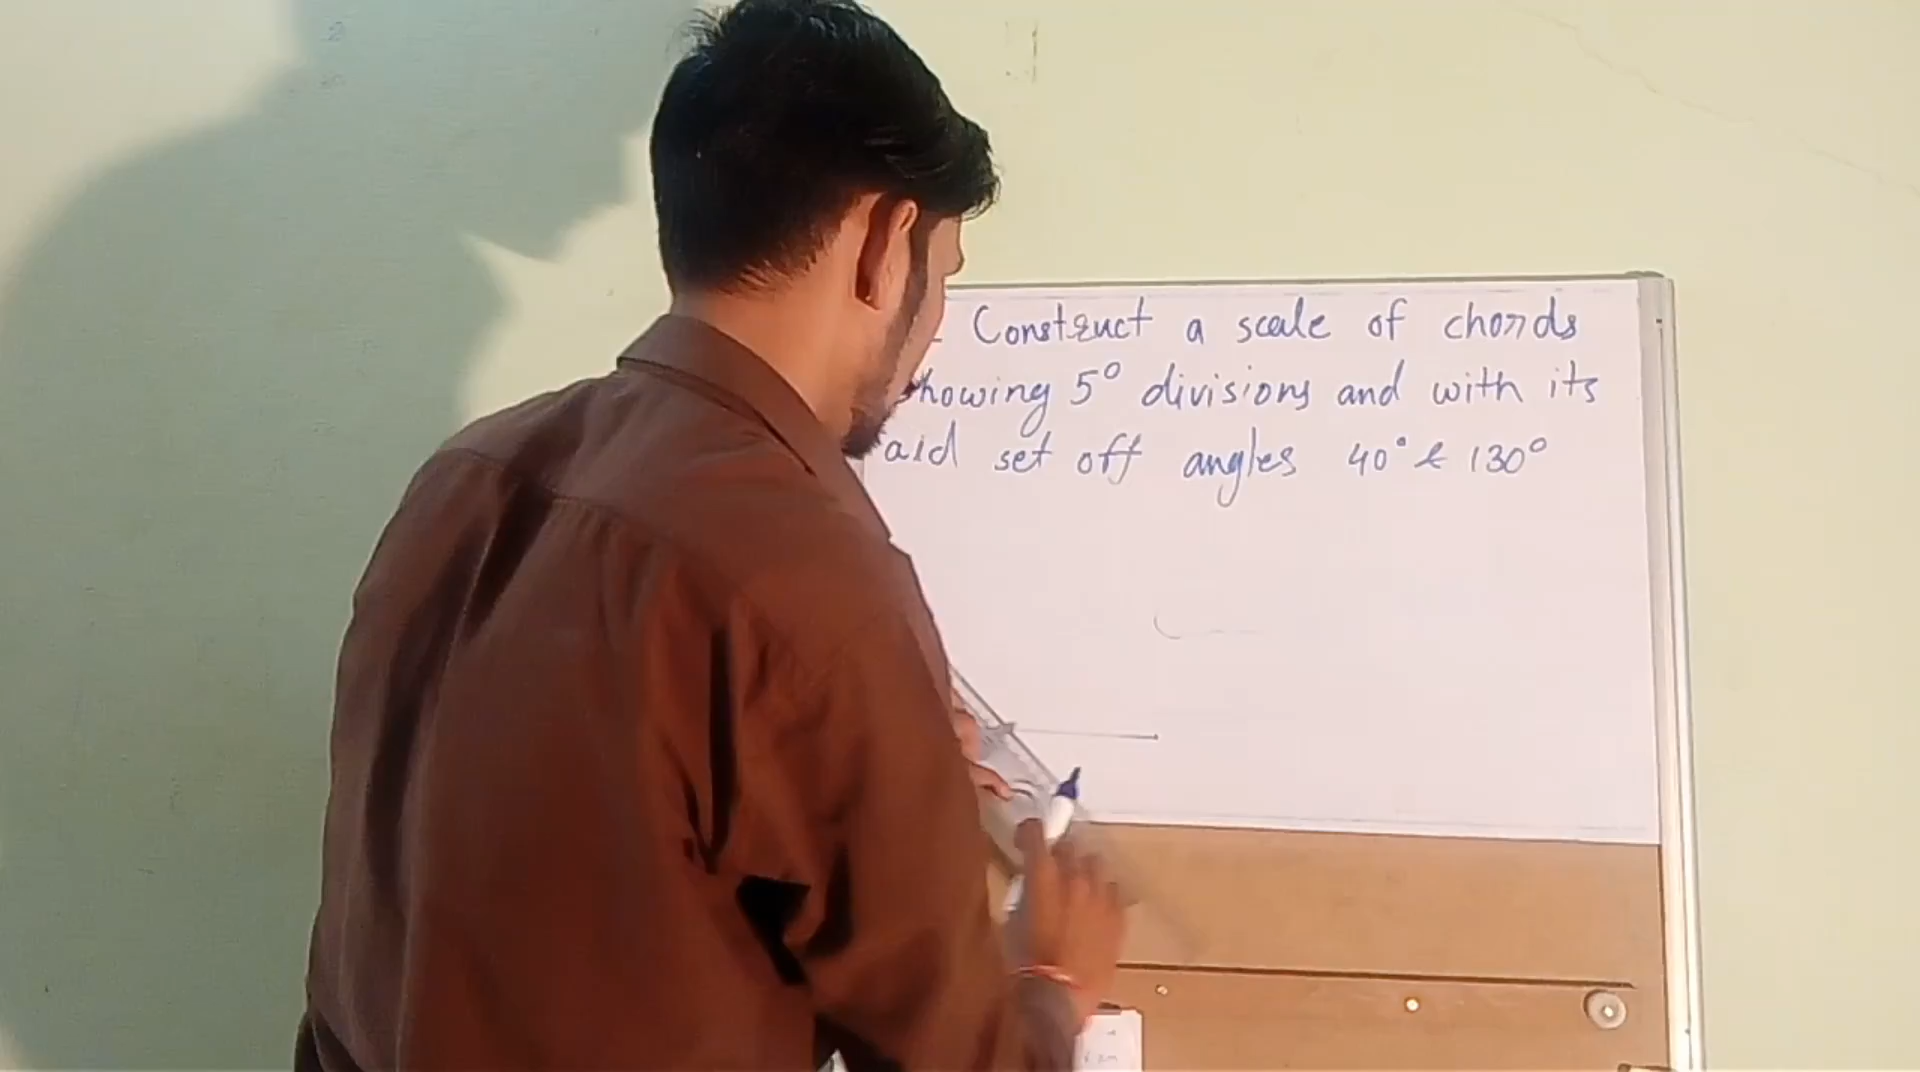 Construct a scale of chords
showing 5° divisions and with its
aid set off angles 40° & 130°